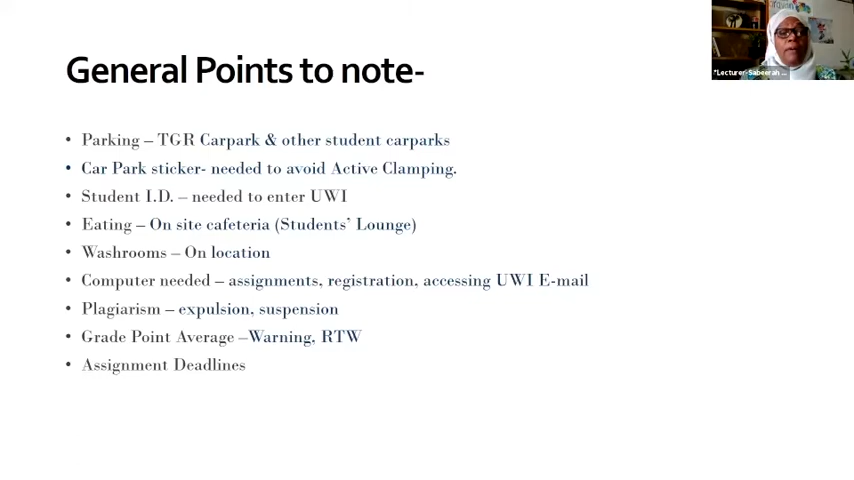 General Points to note-
• Parking – TGR Carpark & other student carparks
• Car Park sticker- needed to avoid Active Clamping.
• Student I.D. – needed to enter UWI
• Eating – On site cafeteria (Students' Lounge)
• Washrooms – On location
• Computer needed – assignments, registration, accessing UWI E-mail
• Plagiarism – expulsion, suspension
• Grade Point Average –Warning, RTW
• Assignment Deadlines
*Lecturer-Sabeerah ...